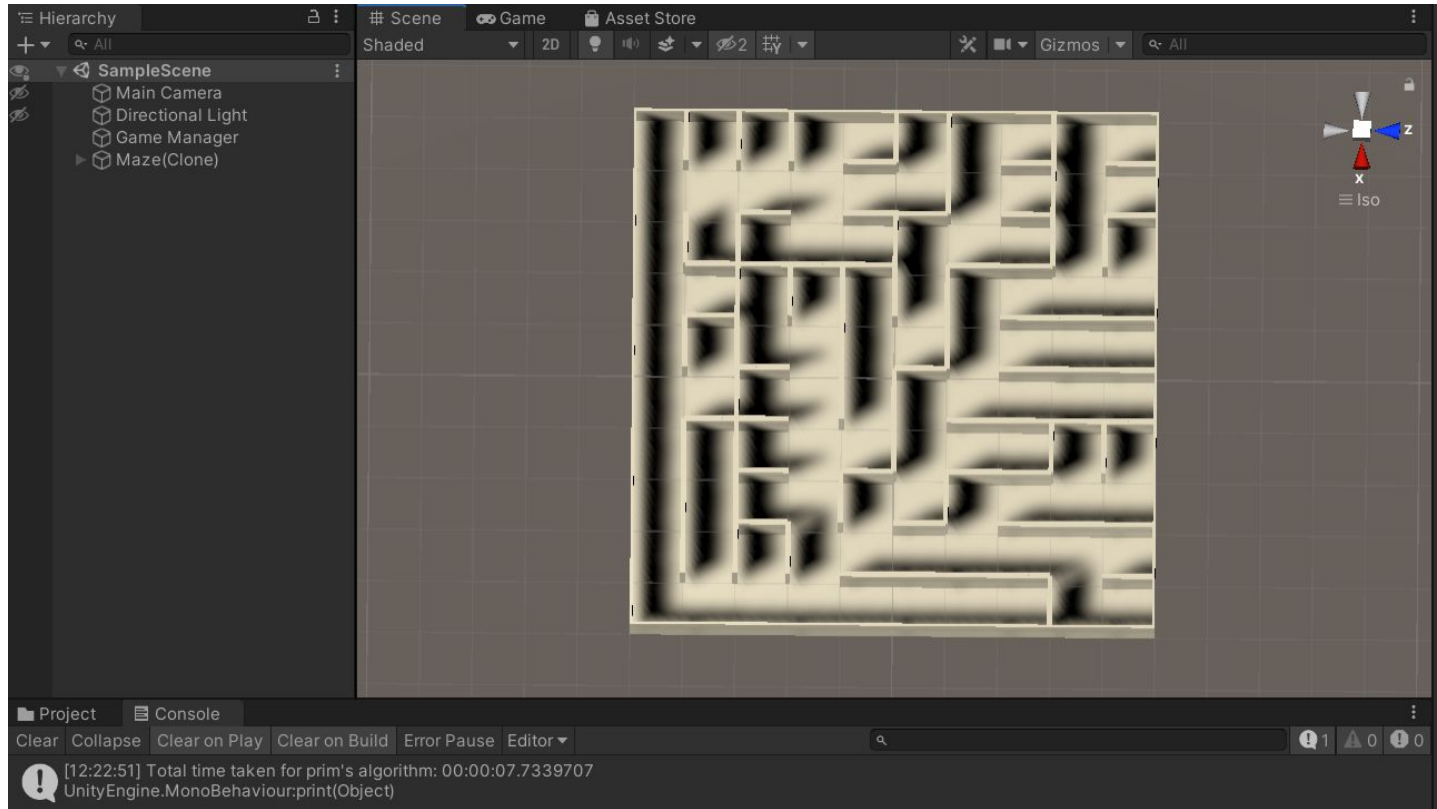 Hierarchy
All
SampleScene
Main Camera
Directional Light
Game Manager
Maze(Clone)
Scene Game Asset Store
Shaded 2D 2 Gizmos All
z
x
Iso
Project Console
Clear Collapse Clear on Play Clear on Build Error Pause Editor 1 0 0
[12:22:51] Total time taken for prim's algorithm: 00:00:07.7339707
UnityEngine.MonoBehaviour:print(Object)